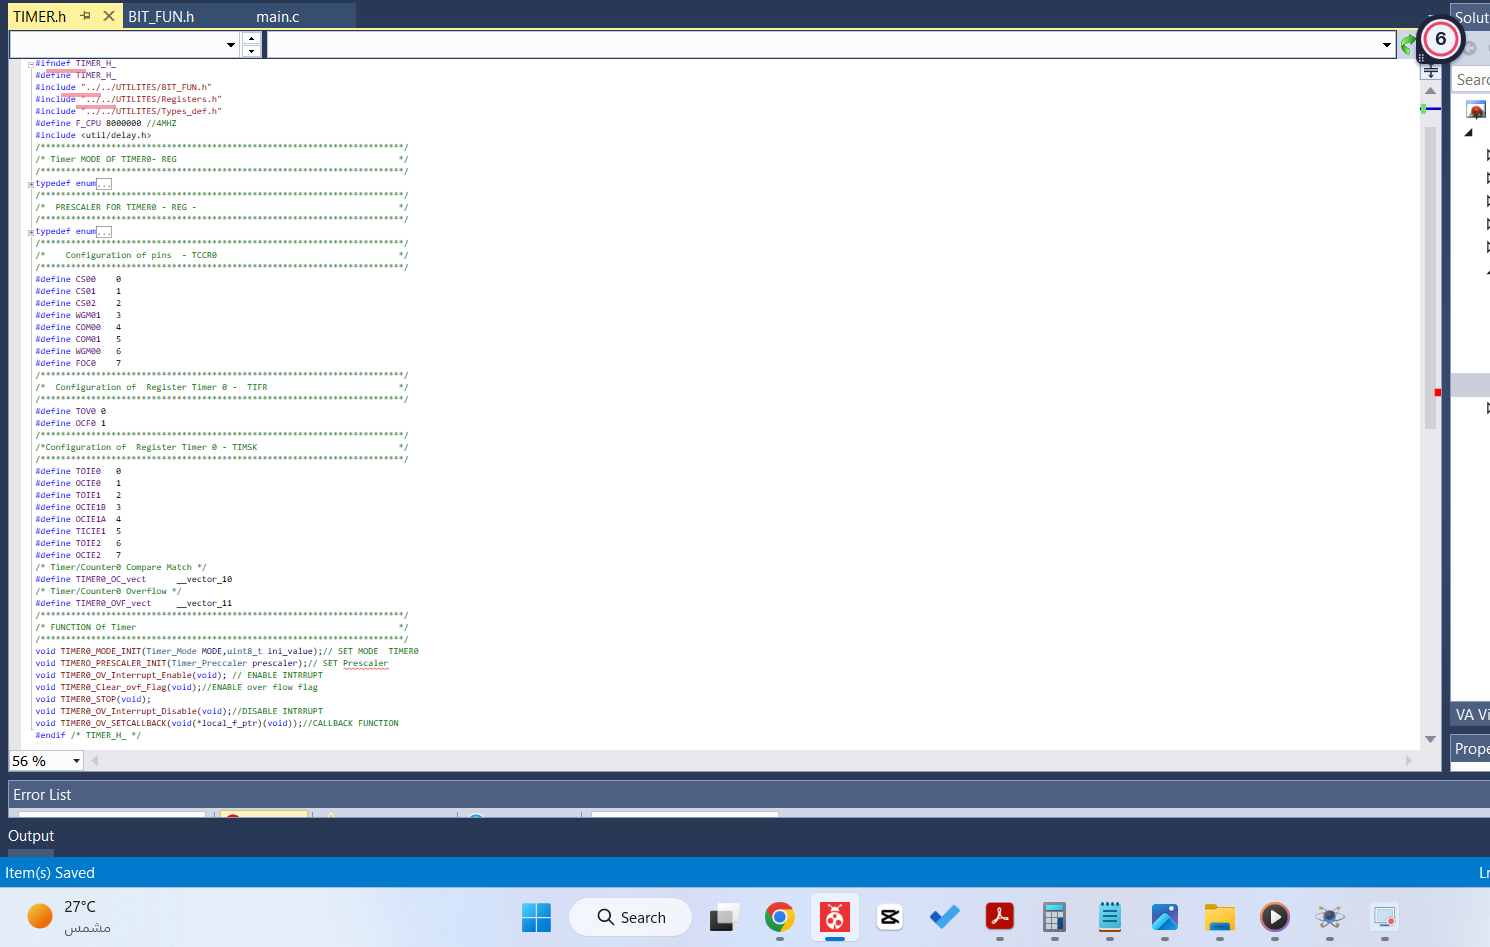 TIMER.h BIT_FUN.h main.c
6
Solut
Sear
#ifndef TIMER_H_
#define TIMER_H_
#include "../../UTILITES/BIT_FUN.h"
#include "../../UTILITES/Registers.h"
#include "../../UTILITES/Types_def.h"
#define F_CPU 8000000 //4MHZ
#include <util/delay.h>
/*************************************************************************/
/* Timer MODE OF TIMER0- REG */
/*************************************************************************/
typedef enum...
/*************************************************************************/
/* PRESCALER FOR TIMER0 - REG - */
/*************************************************************************/
typedef enum...
/*************************************************************************/
/* Configuration of pins - TCCR0 */
/*************************************************************************/
#define CS00 0
#define CS01 1
#define CS02 2
#define WGM01 3
#define COM00 4
#define COM01 5
#define WGM00 6
#define FOC0 7
/*************************************************************************/
/* Configuration of Register Timer 0 - TIFR */
/*************************************************************************/
#define TOV0 0
#define OCF0 1
/*************************************************************************/
/*Configuration of Register Timer 0 - TIMSK */
/*************************************************************************/
#define TOIE0 0
#define OCIE0 1
#define TOIE1 2
#define OCIE1B 3
#define OCIE1A 4
#define TICIE1 5
#define TOIE2 6
#define OCIE2 7
/* Timer/Counter0 Compare Match */
#define TIMER0_OC_vect __vector_10
/* Timer/Counter0 Overflow */
#define TIMER0_OVF_vect __vector_11
/*************************************************************************/
/* FUNCTION Of Timer */
/*************************************************************************/
void TIMER0_MODE_INIT(Timer_Mode MODE,uint8_t ini_value);// SET MODE TIMER0
void TIMERO_PRESCALER_INIT(Timer_Preccaler prescaler);// SET Prescaler
void TIMER0_OV_Interrupt_Enable(void); // ENABLE INTRRUPT
void TIMER0_Clear_ovf_Flag(void);//ENABLE over flow flag
void TIMER0_STOP(void);
void TIMER0_OV_Interrupt_Disable(void);//DISABLE INTRRUPT
void TIMER0_OV_SETCALLBACK(void(*local_f_ptr)(void));//CALLBACK FUNCTION
#endif /* TIMER_H_ */
VA Vi
Prope
56 %
Error List
Output
Item(s) Saved
Ln
27°C
مشمس
Search